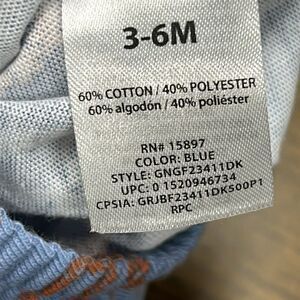 3-6M
60% COTTON / 40% POLYESTER
60% algodón / 40% poliéster
RN# 15897
COLOR: BLUE
STYLE: GNGF23411DK
UPC: 0 1520946734
CPSIA: GRJBF23411DK500P1
RPC